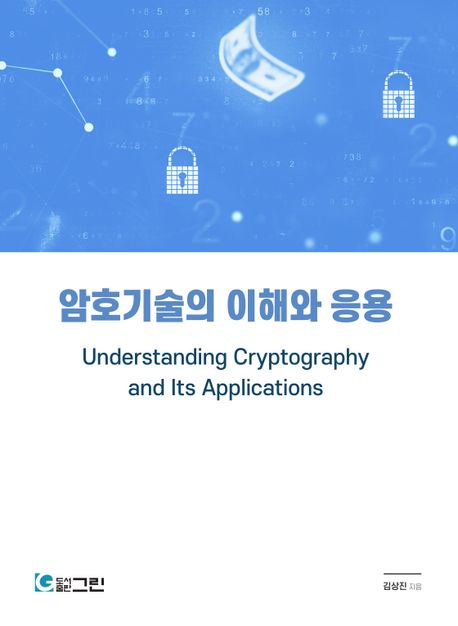 암호기술의 이해와 응용
Understanding Cryptography
and Its Applications
도서출판 그린
김상진 지음